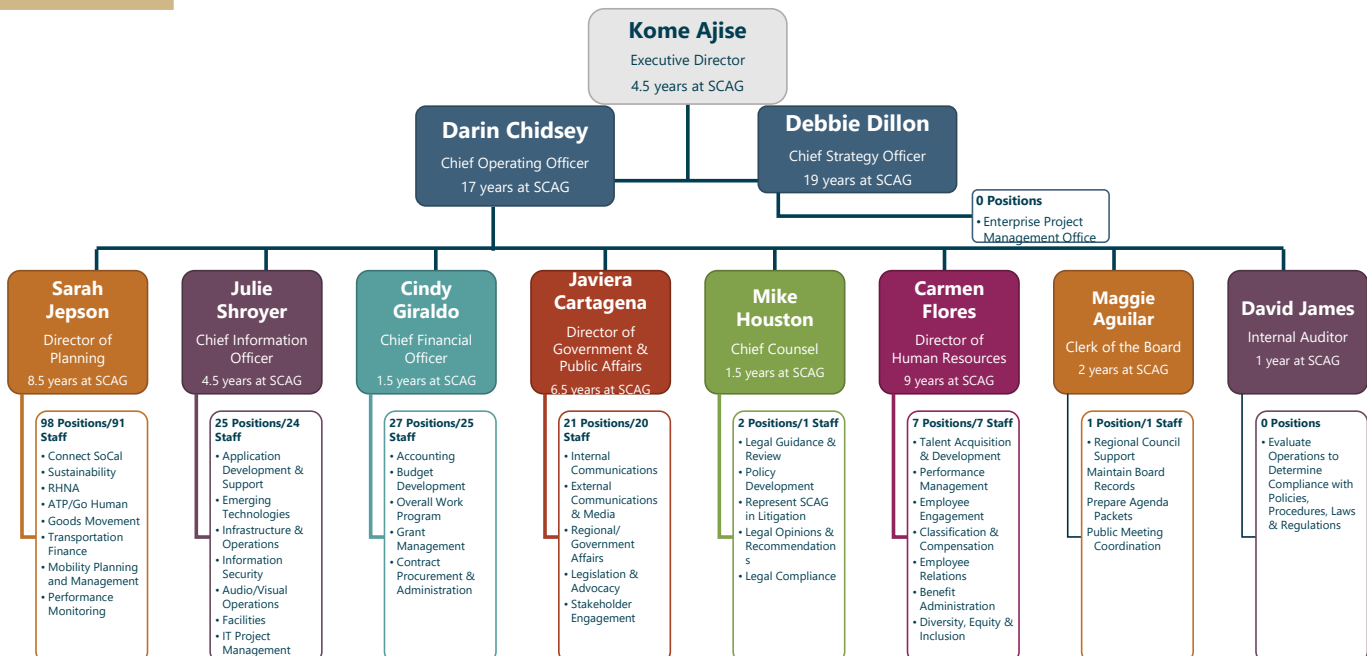 Kome Ajise
Executive Director
4.5 years at SCAG
Darin Chidsey
Chief Operating Officer
17 years at SCAG
Debbie Dillon
Chief Strategy Officer
19 years at SCAG
0 Positions
• Enterprise Project
Management Office
Sarah
Jepson
Director of
Planning
8.5 years at SCAG
98 Positions/91
Staff
• Connect SoCal
• Sustainability
• RHNA
• ATP/Go Human
• Goods Movement
• Transportation
Finance
• Mobility Planning
and Management
• Performance
Monitoring
Julie
Shroyer
Chief Information
Officer
4.5 years at SCAG
25 Positions/24
Staff
• Application
Development &
Support
• Emerging
Technologies
• Infrastructure &
Operations
• Information
Security
• Audio/Visual
Operations
• Facilities
• IT Project
Management
Cindy
Giraldo
Chief Financial
Officer
1.5 years at SCAG
27 Positions/25
Staff
• Accounting
• Budget
Development
• Overall Work
Program
• Grant
Management
• Contract
Procurement &
Administration
Javiera
Cartagena
Director of
Government &
Public Affairs
6.5 years at SCAG
21 Positions/20
Staff
• Internal
Communications
• External
Communications
& Media
• Regional/
Government
Affairs
• Legislation &
Advocacy
• Stakeholder
Engagement
Mike
Houston
Chief Counsel
1.5 years at SCAG
2 Positions/1 Staff
• Legal Guidance &
Review
• Policy
Development
• Represent SCAG
in Litigation
• Legal Opinions &
Recommendation
s
• Legal Compliance
Carmen
Flores
Director of
Human Resources
9 years at SCAG
7 Positions/7 Staff
• Talent Acquisition
& Development
• Performance
Management
• Employee
Engagement
• Classification &
Compensation
• Employee
Relations
• Benefit
Administration
• Diversity, Equity &
Inclusion
Maggie
Aguilar
Clerk of the Board
2 years at SCAG
1 Position/1 Staff
• Regional Council
Support
Maintain Board
Records
Prepare Agenda
Packets
Public Meeting
Coordination
David James
Internal Auditor
1 year at SCAG
0 Positions
• Evaluate
Operations to
Determine
Compliance with
Policies,
Procedures, Laws
& Regulations